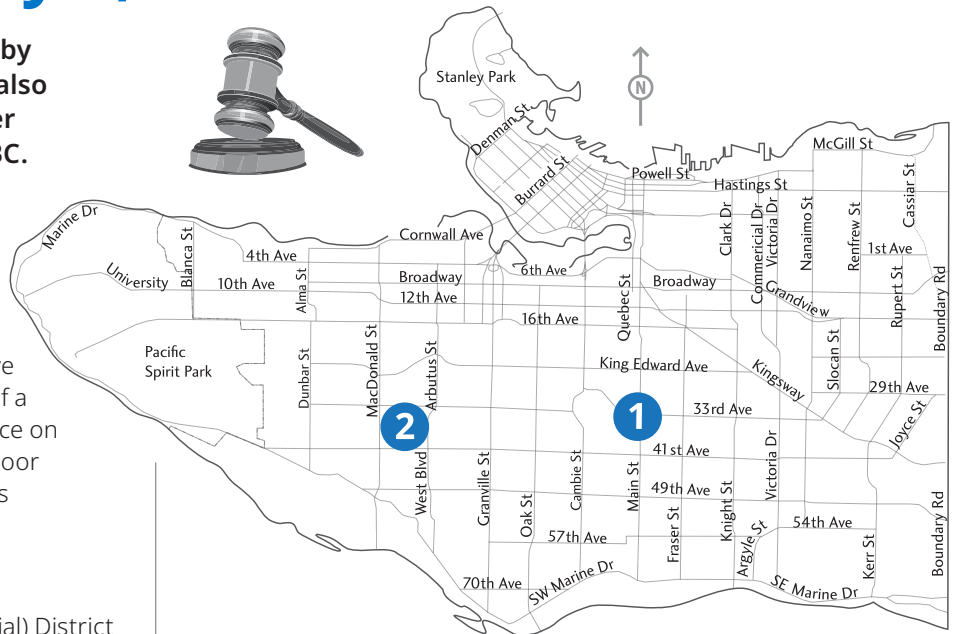 by
also
er
BC.
ve
f a
ce on
oor
s
ial) District
Stanley Park
N
Denman St.
Burrard St
Powell St
McGill St
Hastings St
Cassiar St
Marine Dr
Blanca St
Cornwall Ave
Clark Dr
Commercial Dr
Victoria Dr
Nanaimo St
Renfrew St
1st Ave
4th Ave
University
10th Ave
Alma St
Broadway
6th Ave
12th Ave
16th Ave
Quebec St
Broadway
Grandview
Rupert St
Boundary Rd
Pacific
Spirit Park
Dunbar St
MacDonald St
Arbutus St
King Edward Ave
Kingsway
Slocan St
29th Ave
Joyce St
33rd Ave
1
2
41st Ave
West Blvd
Granville St
Oak St
Cambie St
Main St
49th Ave
Fraser St
Knight St
Victoria Dr
Argyle St
54th Ave
Kerr St
Boundary Rd
57th Ave
70th Ave
SW Marine Dr
SE Marine Dr